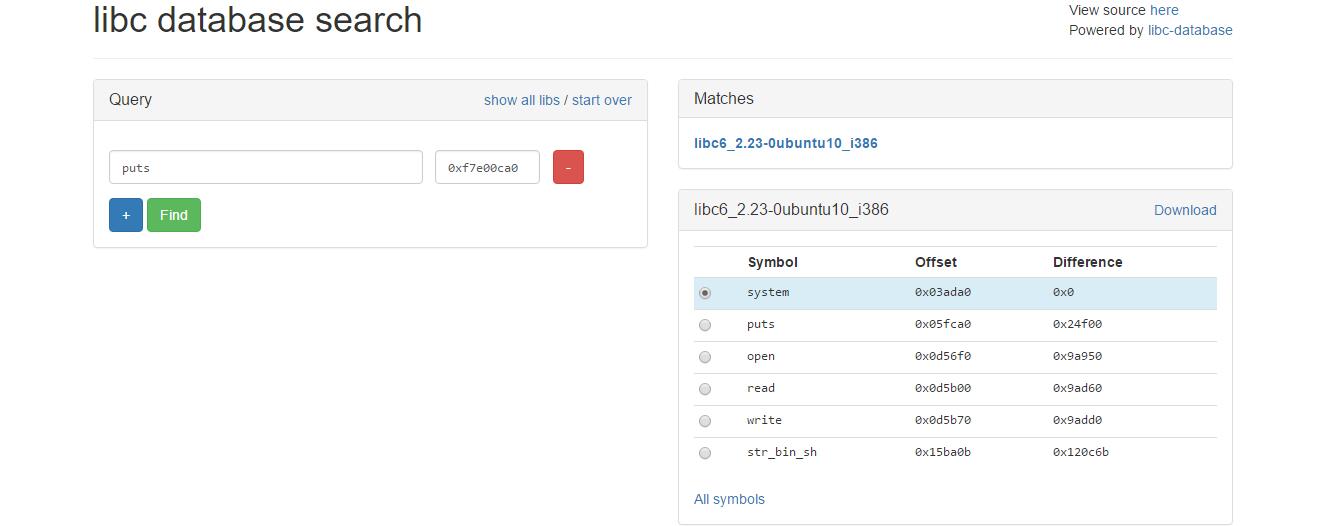 libc database search
View source here
Powered by libc-database
Query show all libs / start over
puts 0xf7e00ca0 -
+ Find
Matches
libc6_2.23-0ubuntu10_i386
libc6_2.23-0ubuntu10_i386 Download
Symbol Offset Difference
system 0x03ada0 0x0
puts 0x05fca0 0x24f00
open 0x0d56f0 0x9a950
read 0x0d5b00 0x9ad60
write 0x0d5b70 0x9add0
str_bin_sh 0x15ba0b 0x120c6b
All symbols